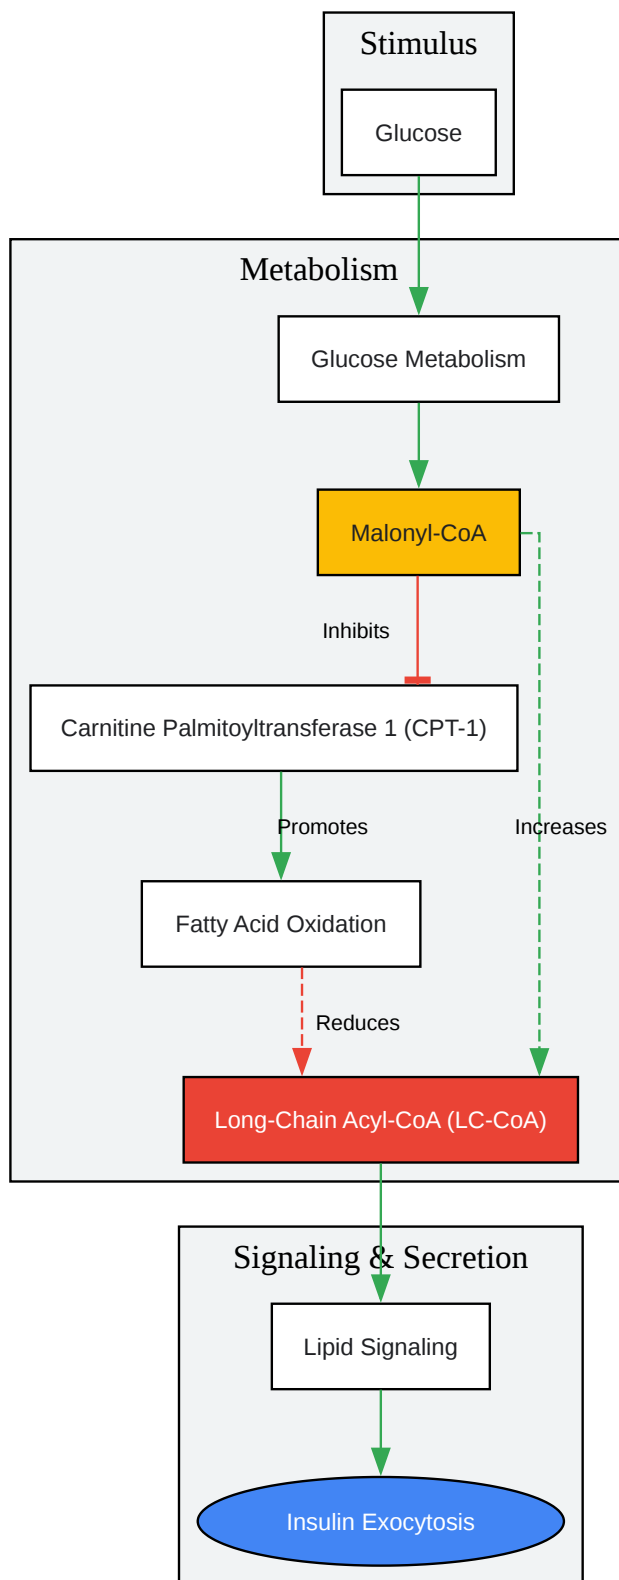 Stimulus
Glucose
Metabolism
Glucose Metabolism
Malonyl-CoA
Inhibits
Carnitine Palmitoyltransferase 1 (CPT-1)
Promotes
Increases
Fatty Acid Oxidation
Reduces
Long-Chain Acyl-CoA (LC-CoA)
Signaling & Secretion
Lipid Signaling
Insulin Exocytosis